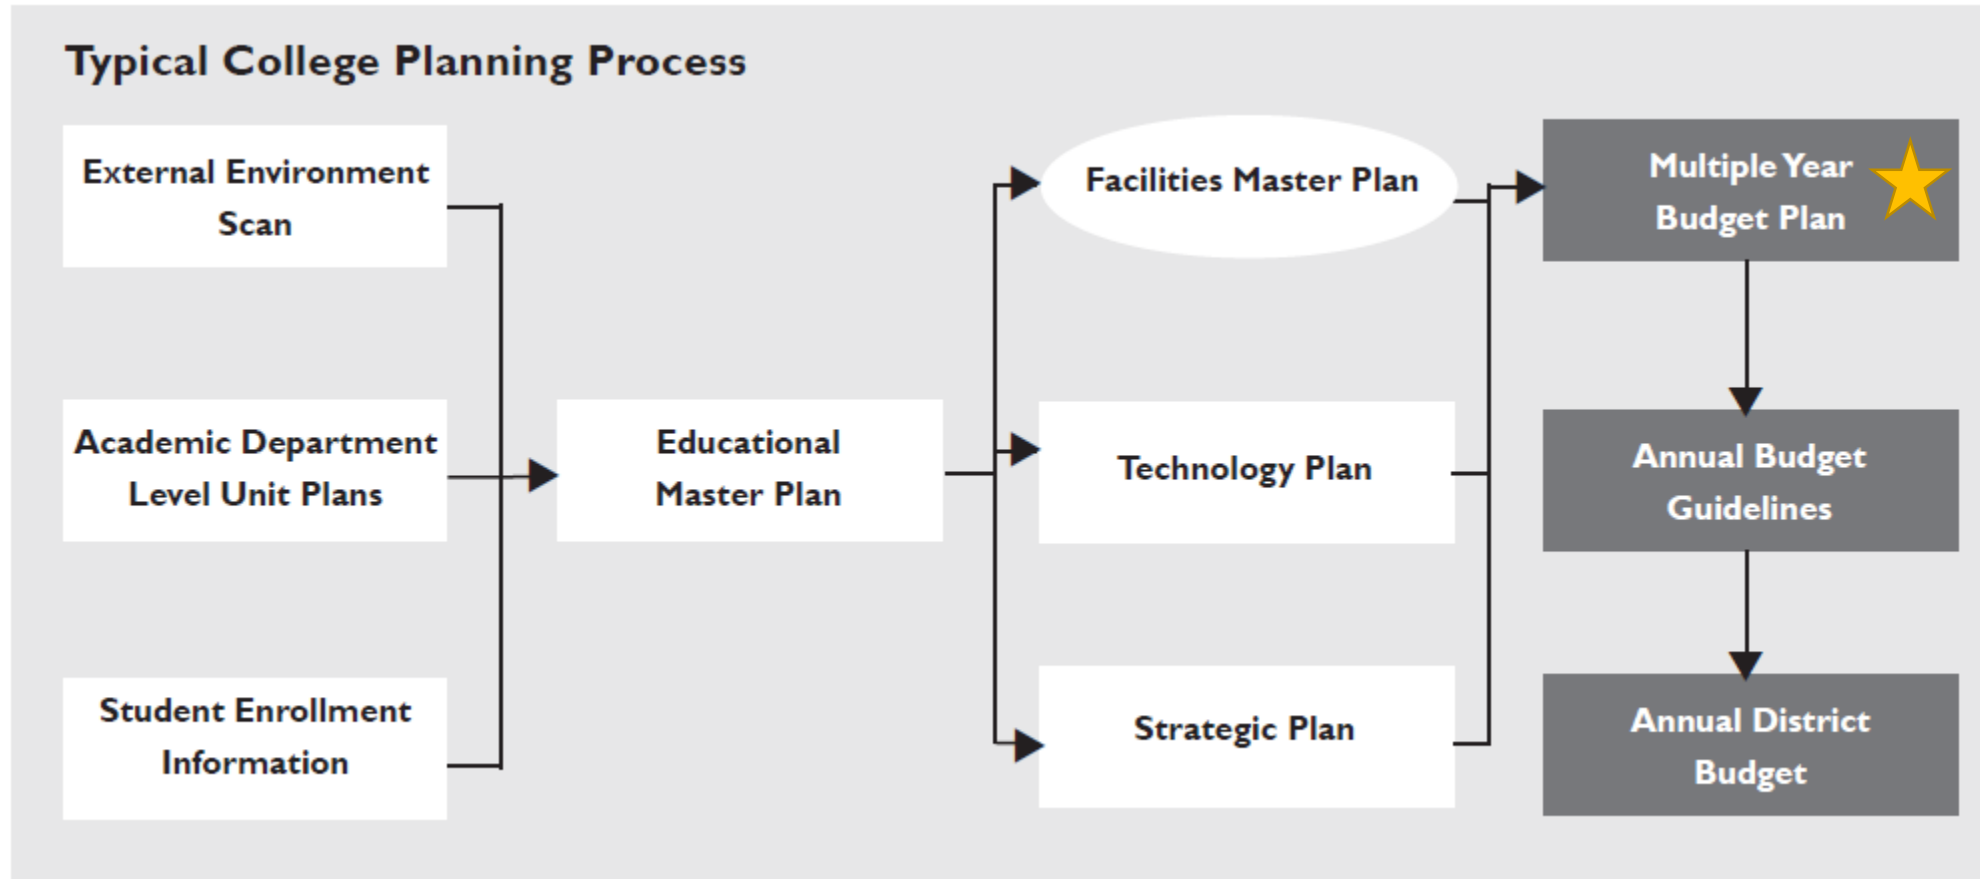 Typical College Planning Process
External Environment
Scan
Academic Department
Level Unit Plans
Student Enrollment
Information
Educational
Master Plan
Facilities Master Plan
Technology Plan
Strategic Plan
Multiple Year
Budget Plan
Annual Budget
Guidelines
Annual District
Budget